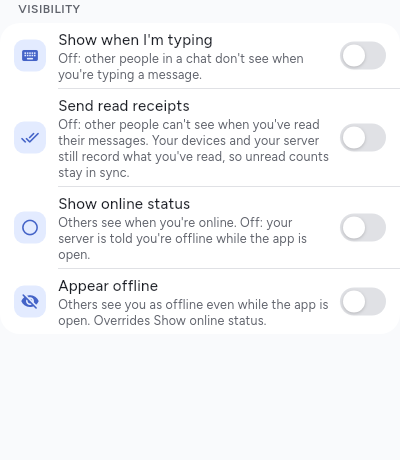 VISIBILITY
Show when I'm typing
Off: other people in a chat don't see when
you're typing a message.
Send read receipts
Off: other people can't see when you've read
their messages. Your devices and your server
still record what you've read, so unread counts
stay in sync.
Show online status
Others see when you're online. Off: your
server is told you're offline while the app is
open.
Appear offline
Others see you as offline even while the app is
open. Overrides Show online status.